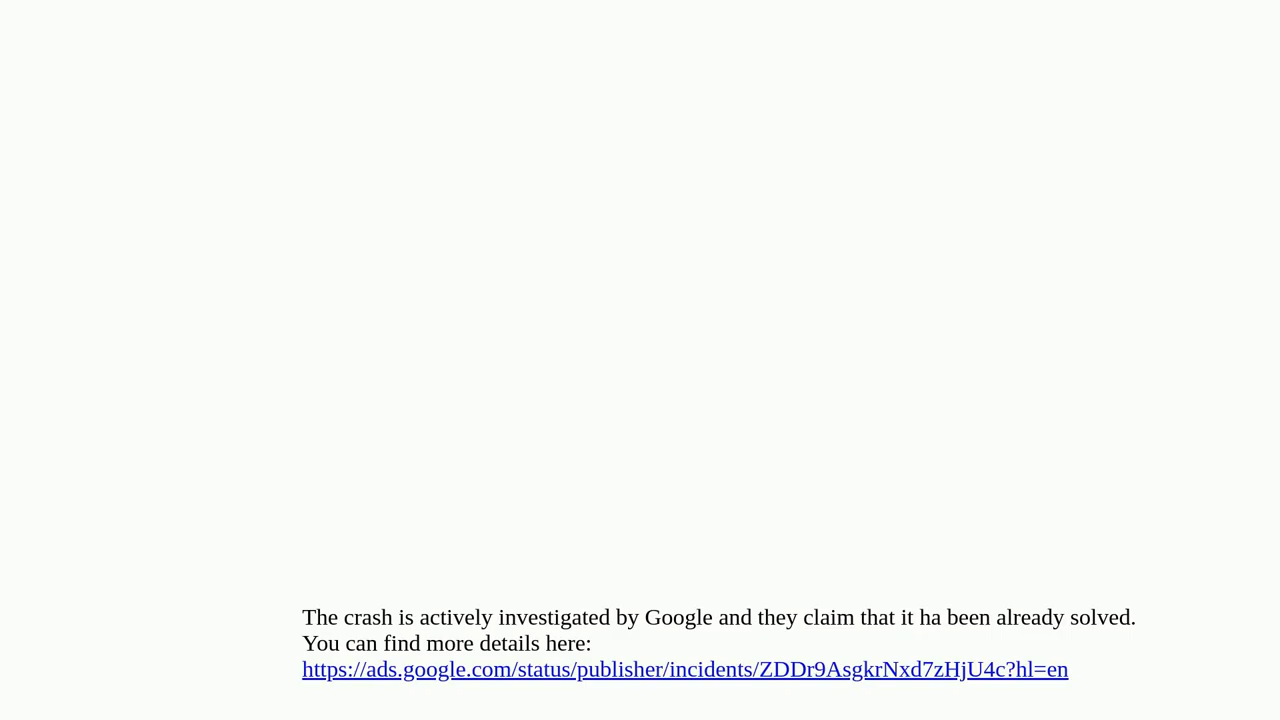 The crash is actively investigated by Google and they claim that it ha been already solved.
You can find more details here:
https://ads.google.com/status/publisher/incidents/ZDDr9AsgkrNxd7zHjU4c?hl=en